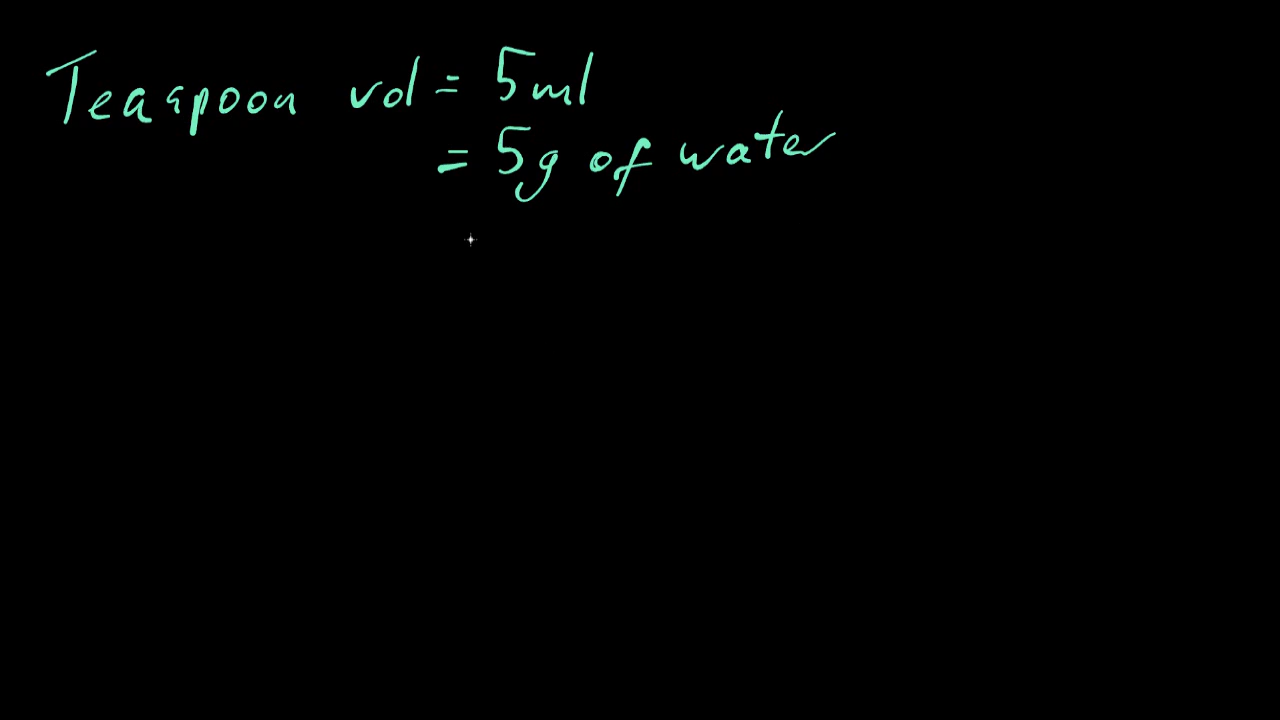 Teaspoon vol = 5ml
= 5g of water